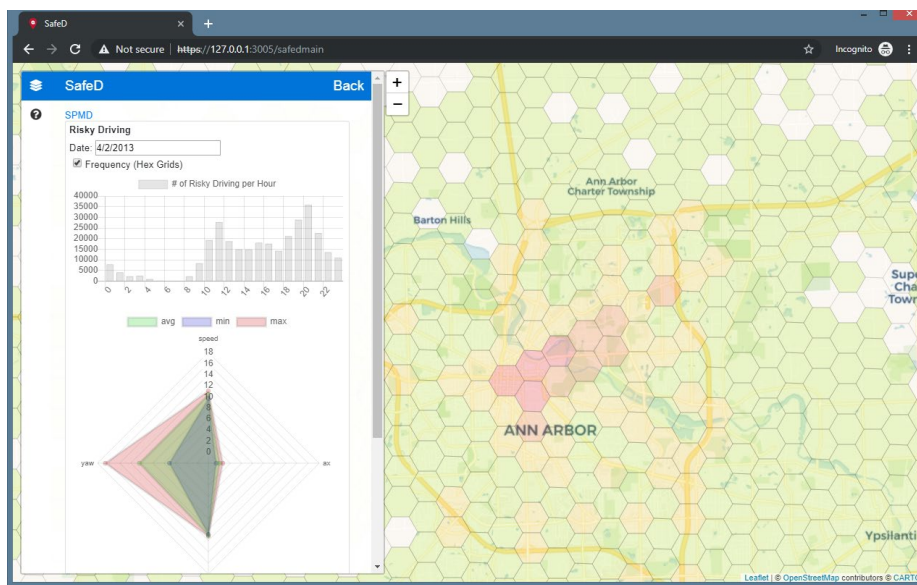 SafeD
Not secure | https://127.0.0.1:3005/safedmain
Incognito
SafeD
Back
SPMD
Risky Driving
Date: 4/2/2013
Frequency (Hex Grids)
# of Risky Driving per Hour
40000
35000
30000
25000
20000
15000
10000
5000
0
0 2 4 6 8 10 12 14 16 18 20 22
avg min max
speed
18
16
14
12
10
8
6
4
2
0
yaw
ax
+
−
Ann Arbor
Charter Township
Barton Hills
ANN ARBOR
Charter
Ypsilanti
Leaflet | © OpenStreetMap contributors © CARTO